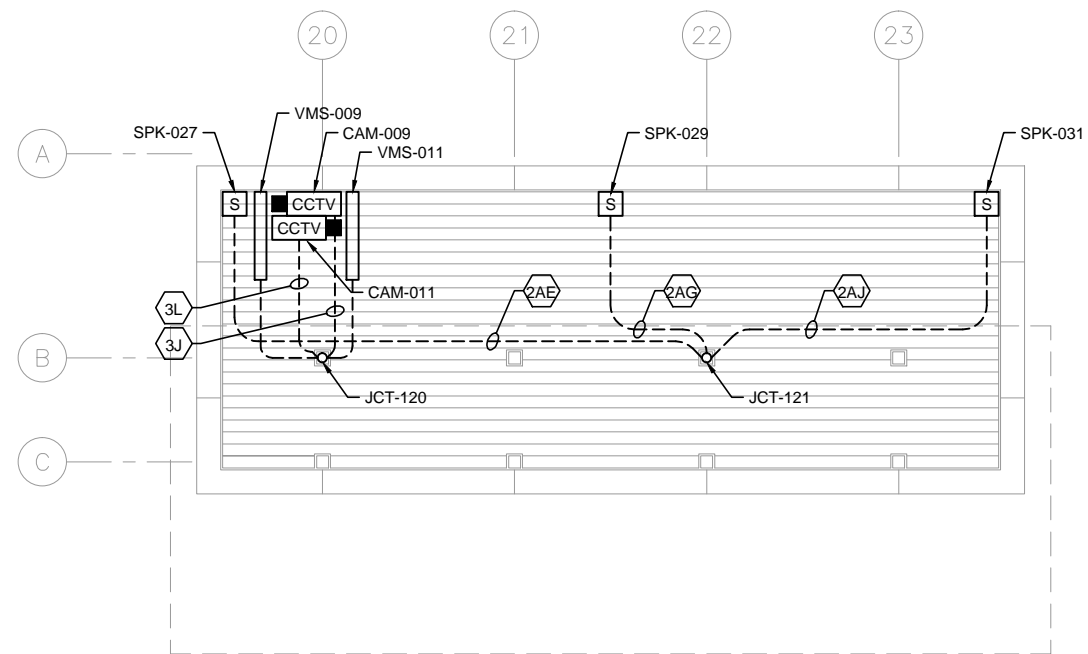 20
21
22
23
VMS-009
SPK-027
CAM-009
SPK-029
SPK-031
A
VMS-011
S
CCTV
S
S
CCTV
2AE
2AG
2AJ
CAM-011
3L
3J
B
JCT-120
JCT-121
C